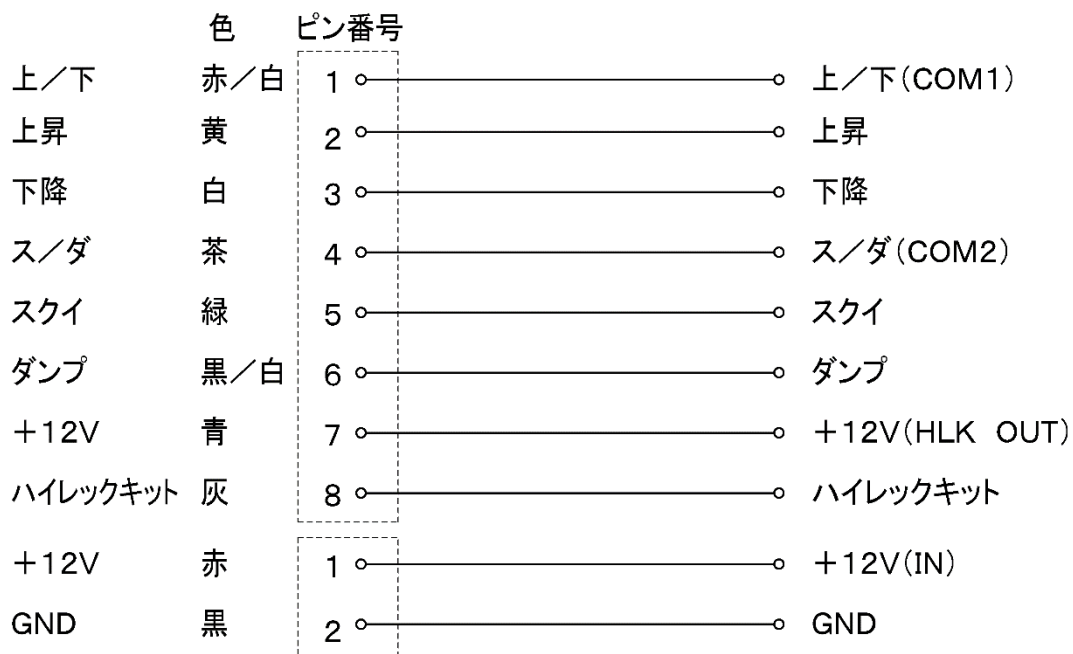 色 ピン番号
上／下 赤／白 1 上／下(COM1)
上昇 黄 2 上昇
下降 白 3 下降
ス／ダ 茶 4 ス／ダ(COM2)
スクイ 緑 5 スクイ
ダンプ 黒／白 6 ダンプ
＋12V 青 7 ＋12V(HLK OUT)
ハイレックキット 灰 8 ハイレックキット
＋12V 赤 1 ＋12V(IN)
GND 黒 2 GND